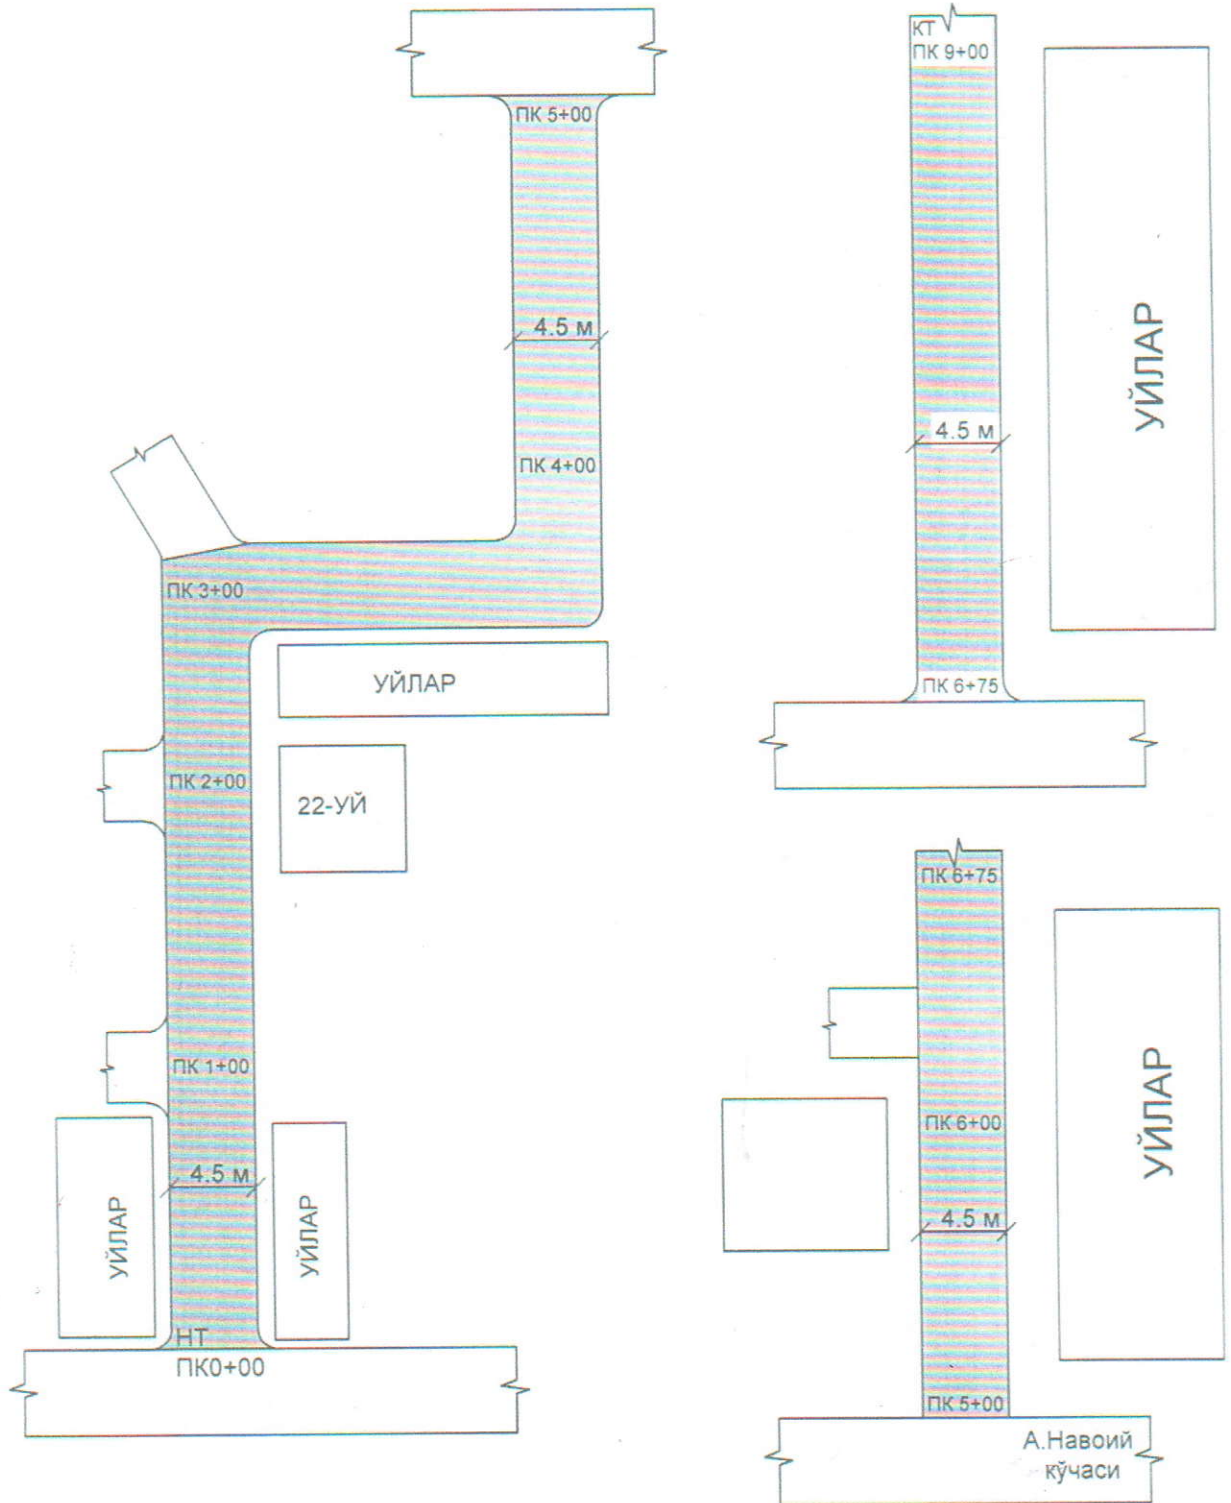 ПК 5+00
4.5 м
ПК 4+00
ПК 3+00
УЙЛАР
ПК 2+00
22-УЙ
ПК 1+00
4.5 м
УЙЛАР
УЙЛАР
НТ
ПК0+00
КТ
ПК 9+00
УЙЛАР
4.5 м
ПК 6+75
ПК 6+75
УЙЛАР
ПК 6+00
4.5 м
ПК 5+00
А.Навоий
кўчаси